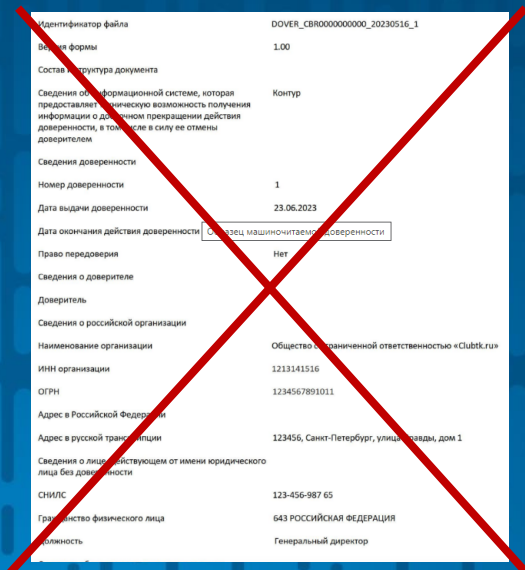 Идентификатор файла DOVER_CBR0000000000_20230516_1
Версия формы 1.00
Состав и структура документа
Сведения об информационной системе, которая Контур
предоставляет техническую возможность получения
информации о досрочном прекращении действия
доверенности, в том числе в силу ее отмены
доверителем
Сведения доверенности
Номер доверенности 1
Дата выдачи доверенности 23.06.2023
Дата окончания действия доверенности Образец машиночитаемой доверенности
Право передоверия Нет
Сведения о доверителе
Доверитель
Сведения о российской организации
Наименование организации Общество с ограниченной ответственностью «Clubtk.ru»
ИНН организации 1213141516
ОГРН 1234567891011
Адрес в Российской Федерации
Адрес в русской транскрипции 123456, Санкт-Петербург, улица Правды, дом 1
Сведения о лице, действующем от имени юридического
лица без доверенности
СНИЛС 123-456-987 65
Гражданство физического лица 643 РОССИЙСКАЯ ФЕДЕРАЦИЯ
Должность Генеральный директор